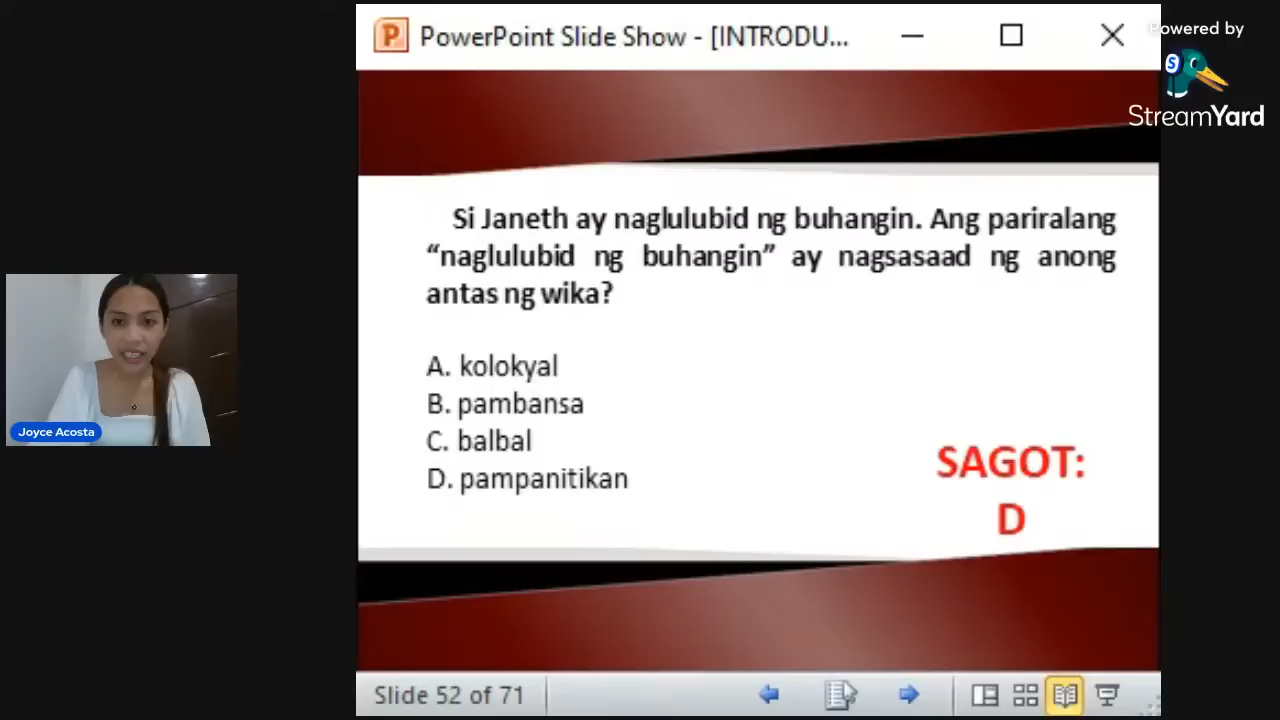 PowerPoint Slide Show - [INTRODU...
Powered by
StreamYard
Si Janeth ay naglulubid ng buhangin. Ang pariralang
“naglulubid ng buhangin” ay nagsasaad ng anong
antas ng wika?
A. kolokyal
B. pambansa
C. balbal
D. pampanitikan
SAGOT:
D
Joyce Acosta
Slide 52 of 71